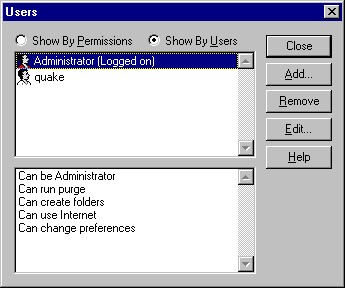 Users
Show By Permissions
Show By Users
Close
Administrator (Logged on)
quake
Add...
Remove
Edit...
Help
Can be Administrator
Can run purge
Can create folders
Can use Internet
Can change preferences